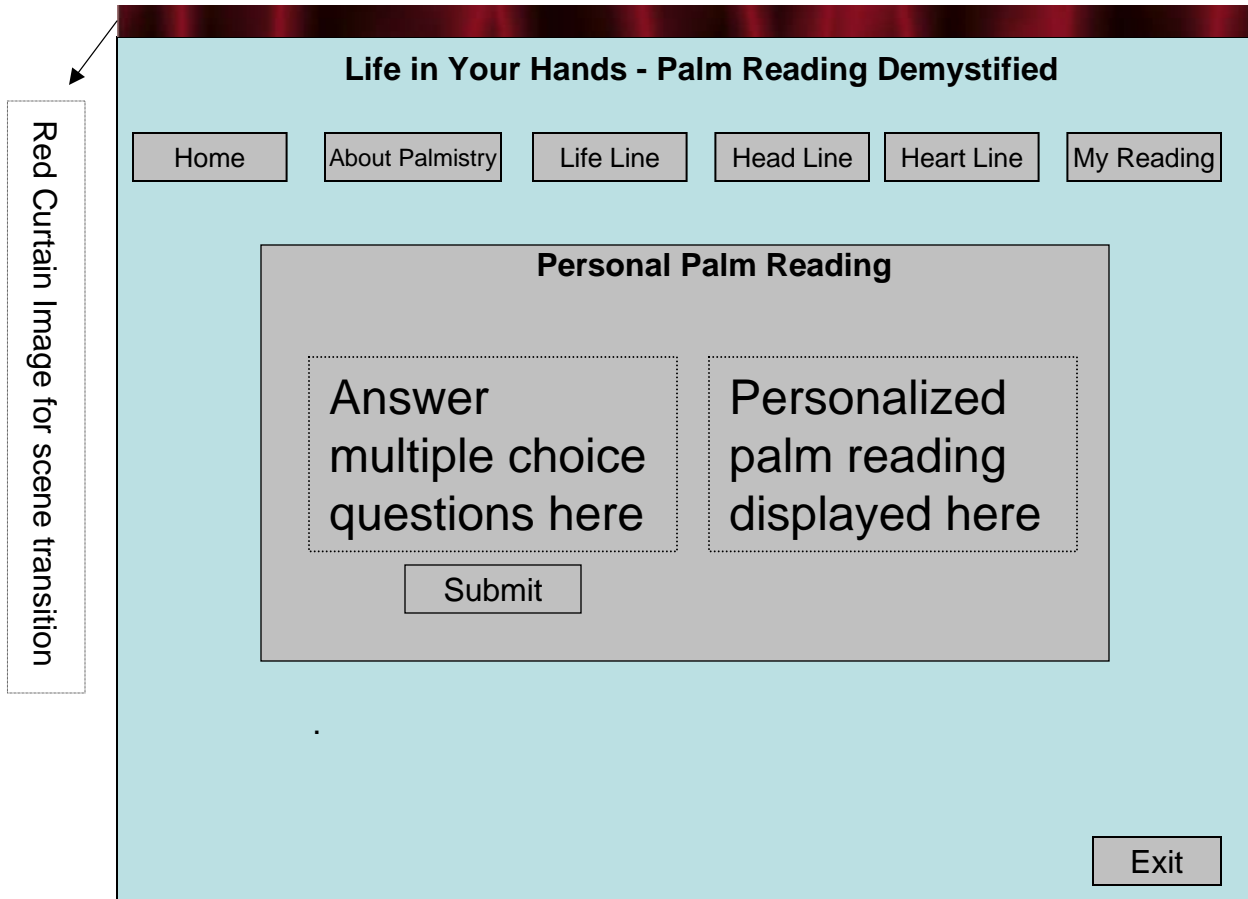 Life in Your Hands - Palm Reading Demystified
Home
About Palmistry
Life Line
Head Line
Heart Line
My Reading
Red Curtain Image for scene transition
Personal Palm Reading
Answer
multiple choice
questions here
Personalized
palm reading
displayed here
Submit
.
Exit